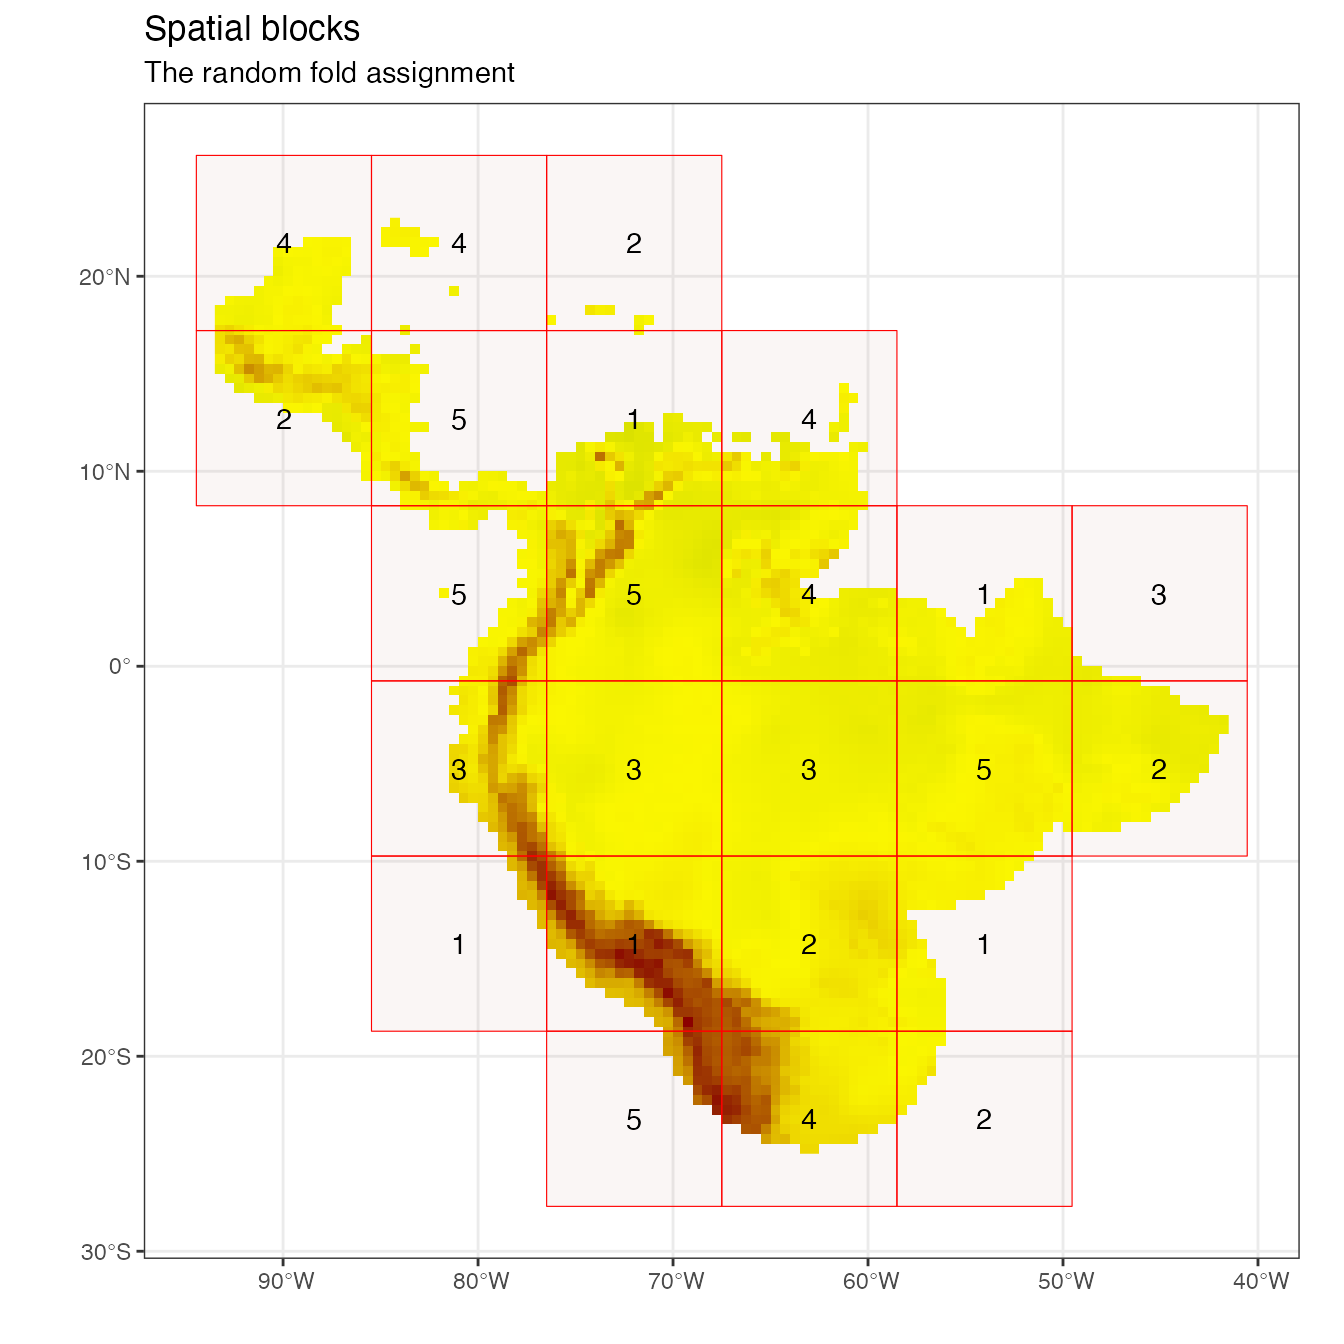 Spatial blocks
The random fold assignment
4 4 2
20°N
2 5 1 4
10°N
5 5 4 1 3
0°
3 3 3 5 2
10°S
1 1 2 1
20°S
5 4 2
30°S
90°W 80°W 70°W 60°W 50°W 40°W